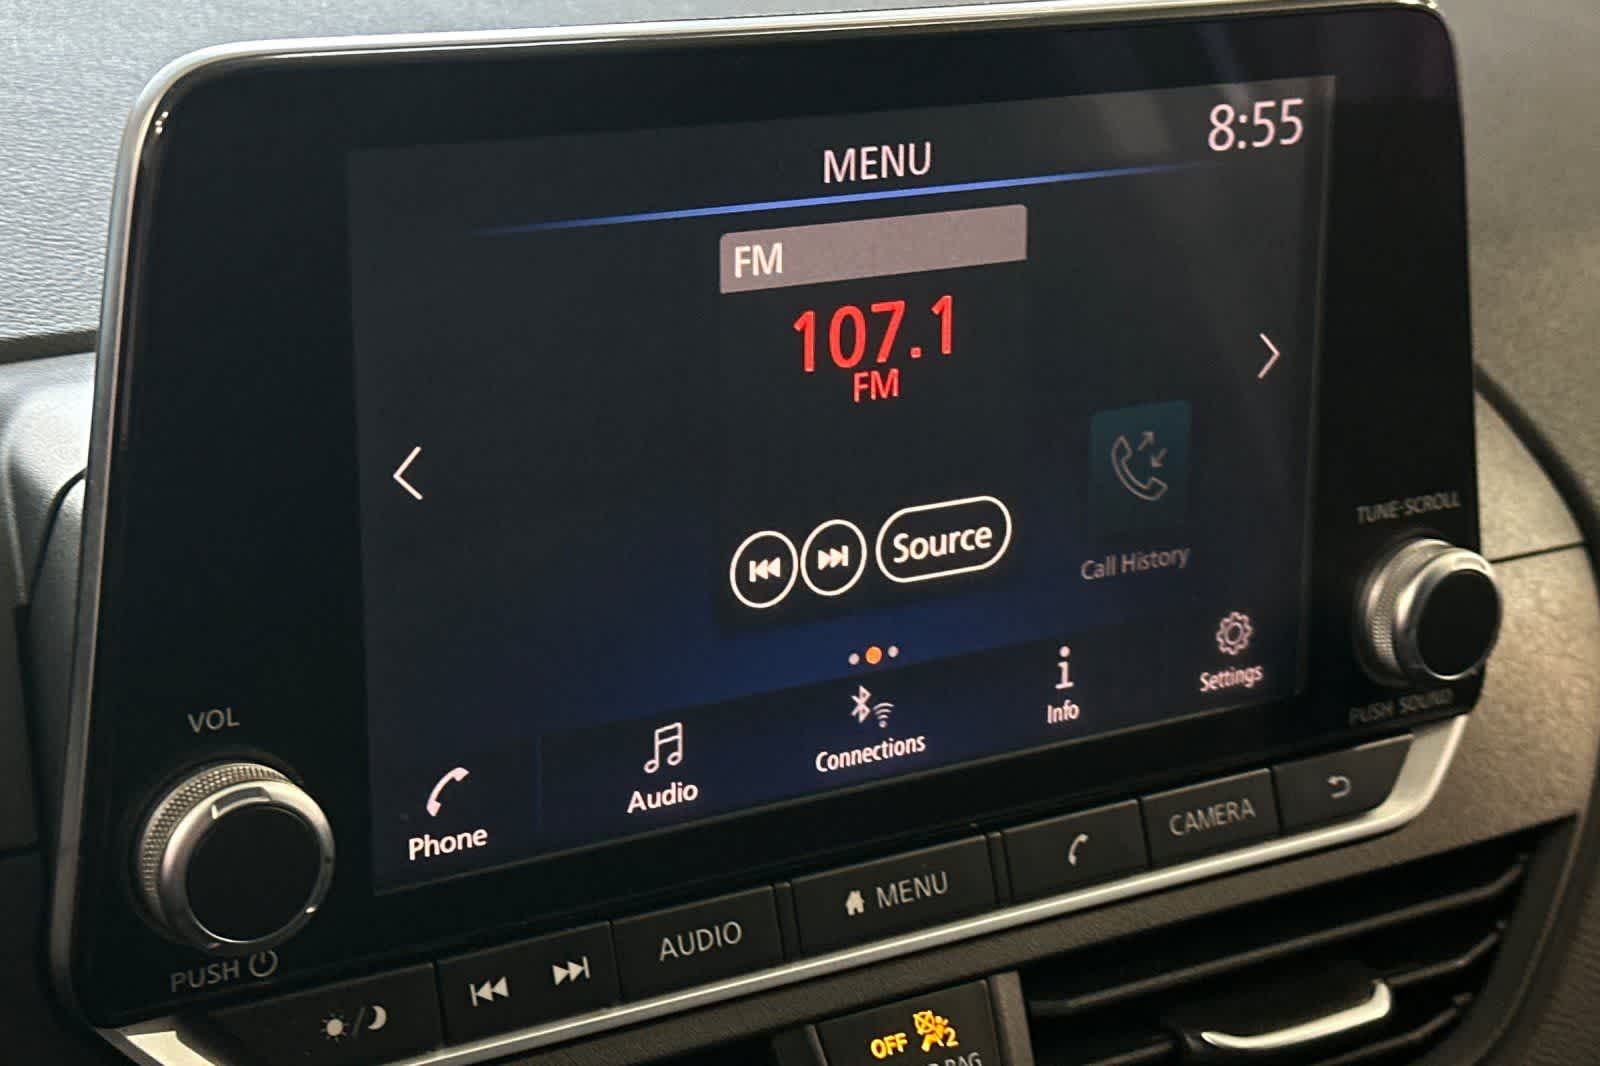 8:55
MENU
FM
107.1
FM
Source
Call History
Phone
Audio
Connections
Info
Settings
VOL
PUSH
TUNE-SCROLL
PUSH SOUND
AUDIO
MENU
CAMERA
OFF
2